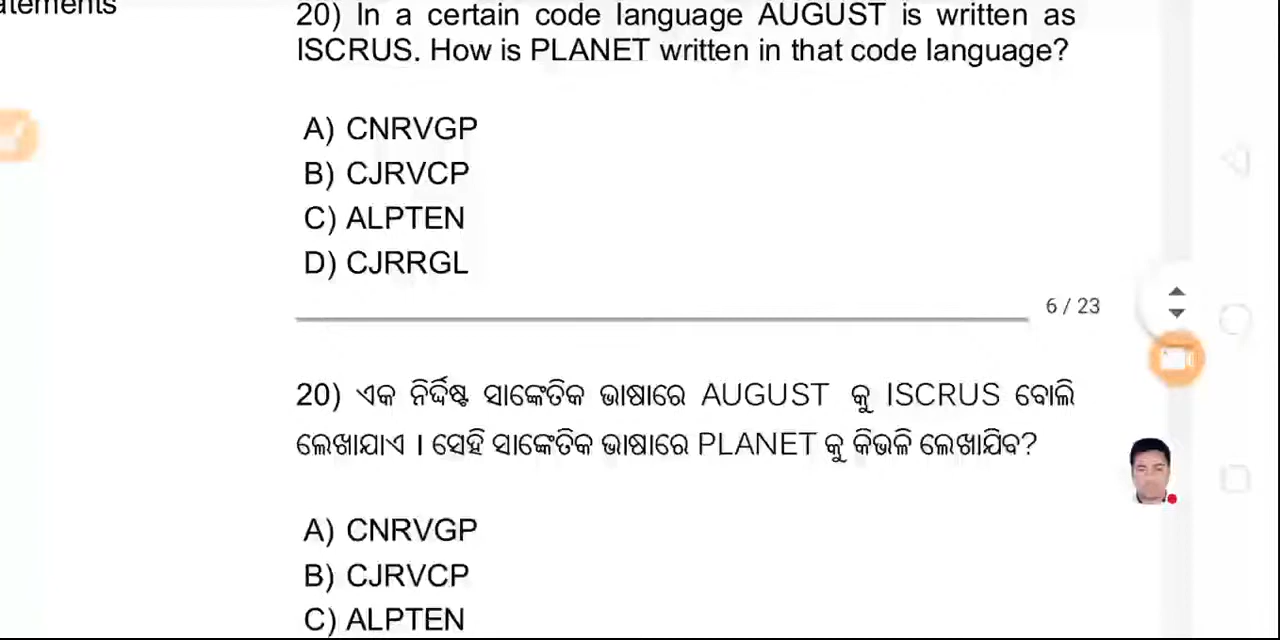 atements
20) In a certain code language AUGUST is written as
ISCRUS. How is PLANET written in that code language?
A) CNRVGP
B) CJRVCP
C) ALPTEN
D) CJRRGL
6 / 23
20) ଏକ ନିର୍ଦ୍ଦିଷ୍ଟ ସାଙ୍କେତିକ ଭାଷାରେ AUGUST କୁ ISCRUS ବୋଲି
ଲେଖାଯାଏ । ସେହି ସାଙ୍କେତିକ ଭାଷାରେ PLANET କୁ କିଭଳି ଲେଖାଯିବ?
A) CNRVGP
B) CJRVCP
C) ALPTEN